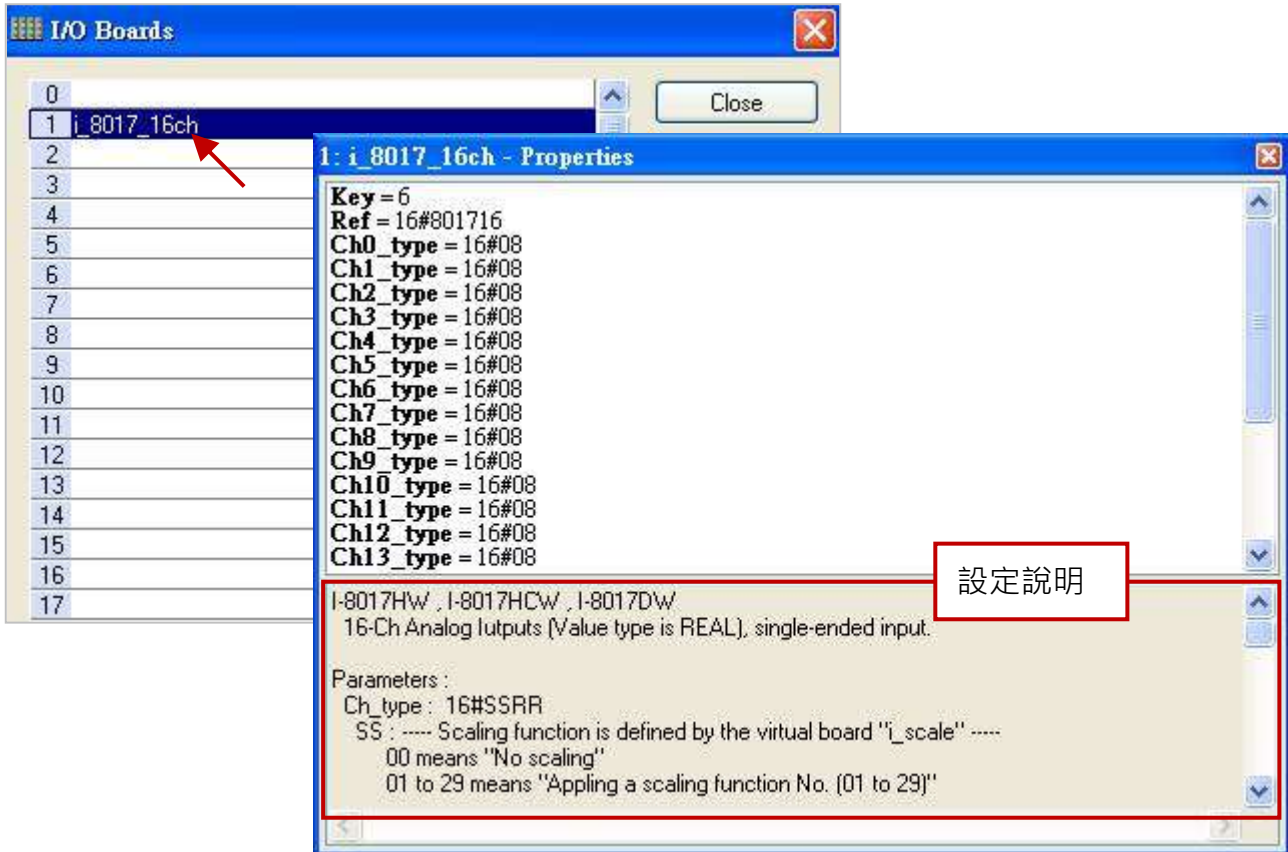 I/O Boards
0
Close
1 i_8017_16ch
2
3
4
5
6
7
8
9
10
11
12
13
14
15
16
17
1: i_8017_16ch - Properties
Key = 6
Ref = 16#801716
Ch0_type = 16#08
Ch1_type = 16#08
Ch2_type = 16#08
Ch3_type = 16#08
Ch4_type = 16#08
Ch5_type = 16#08
Ch6_type = 16#08
Ch7_type = 16#08
Ch8_type = 16#08
Ch9_type = 16#08
Ch10_type = 16#08
Ch11_type = 16#08
Ch12_type = 16#08
Ch13_type = 16#08
設定說明
I-8017HW , I-8017HCW , I-8017DW
16-Ch Analog Iutputs (Value type is REAL), single-ended input.
Parameters :
Ch_type : 16#SSRR
SS : ----- Scaling function is defined by the virtual board "i_scale" -----
00 means "No scaling"
01 to 29 means "Appling a scaling function No. (01 to 29)"